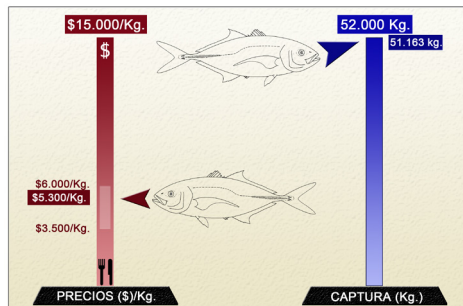 $15.000/Kg.
52.000 Kg.
$
51.163 kg.
$6.000/Kg.
$5.300/Kg.
$3.500/Kg.
PRECIOS ($)/Kg.
CAPTURA (Kg.)